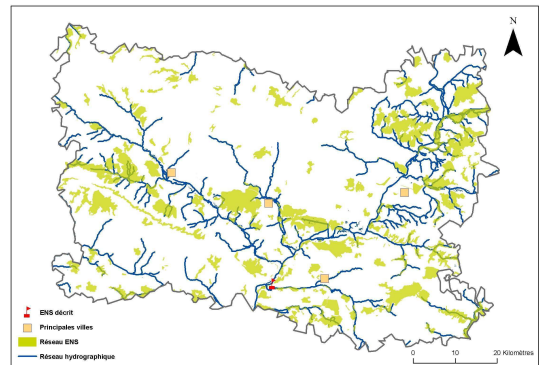 N
ENS décrit
Principales villes
Réseau ENS
Réseau hydrographique
0 10 20 Kilomètres